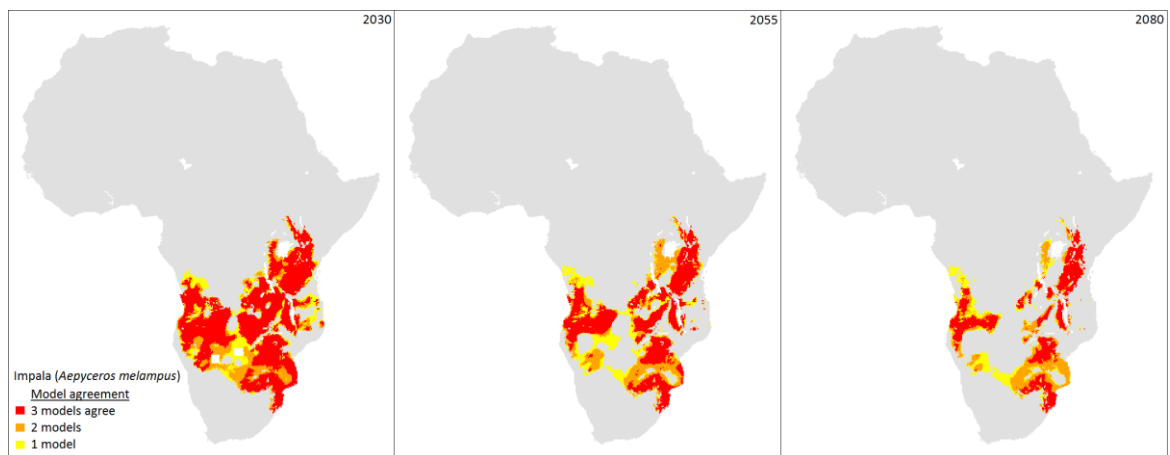 2030
2055
2080
Impala (Aepyceros melampus)
Model agreement
3 models agree
2 models
1 model